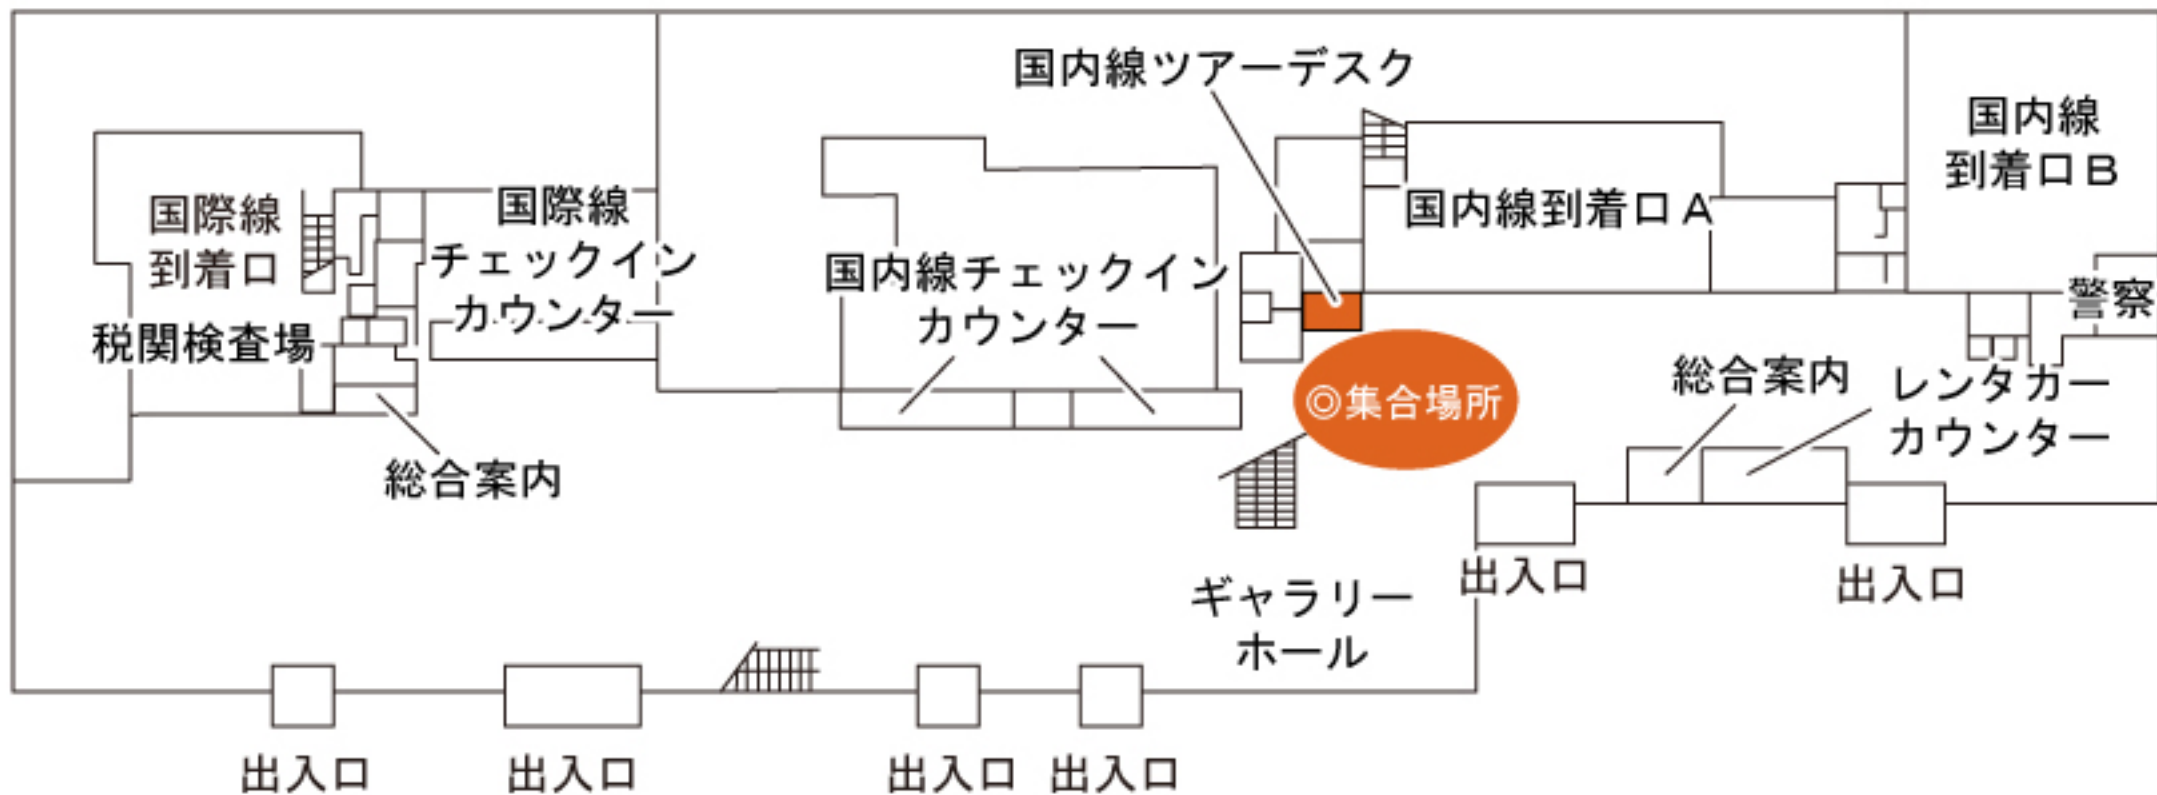 国内線ツアーデスク
国内線
到着口B
国際線
到着口
国際線
チェックイン
カウンター
国内線到着口A
国内線チェックイン
カウンター
税関検査場
警察
◎集合場所
総合案内
レンタカー
カウンター
総合案内
出入口
出入口
ギャラリー
ホール
出入口
出入口
出入口
出入口